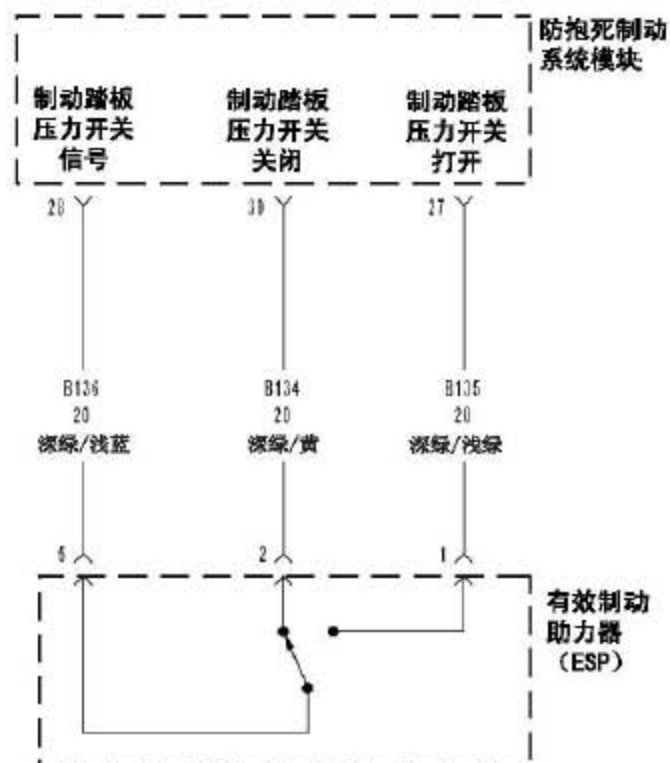 防抱死制动
系统模块
制动踏板
压力开关
信号
制动踏板
压力开关
关闭
制动踏板
压力开关
打开
28
30
27
B136
20
深绿/浅蓝
B134
20
深绿/黄
B135
20
深绿/浅绿
2
1
有效制动
助力器
(ESP)